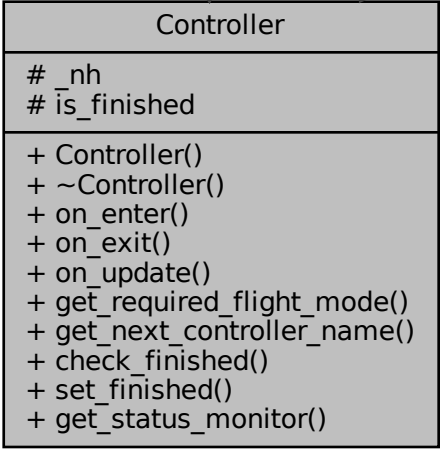 Controller
# _nh
# is_finished
+ Controller()
+ ~Controller()
+ on_enter()
+ on_exit()
+ on_update()
+ get_required_flight_mode()
+ get_next_controller_name()
+ check_finished()
+ set_finished()
+ get_status_monitor()